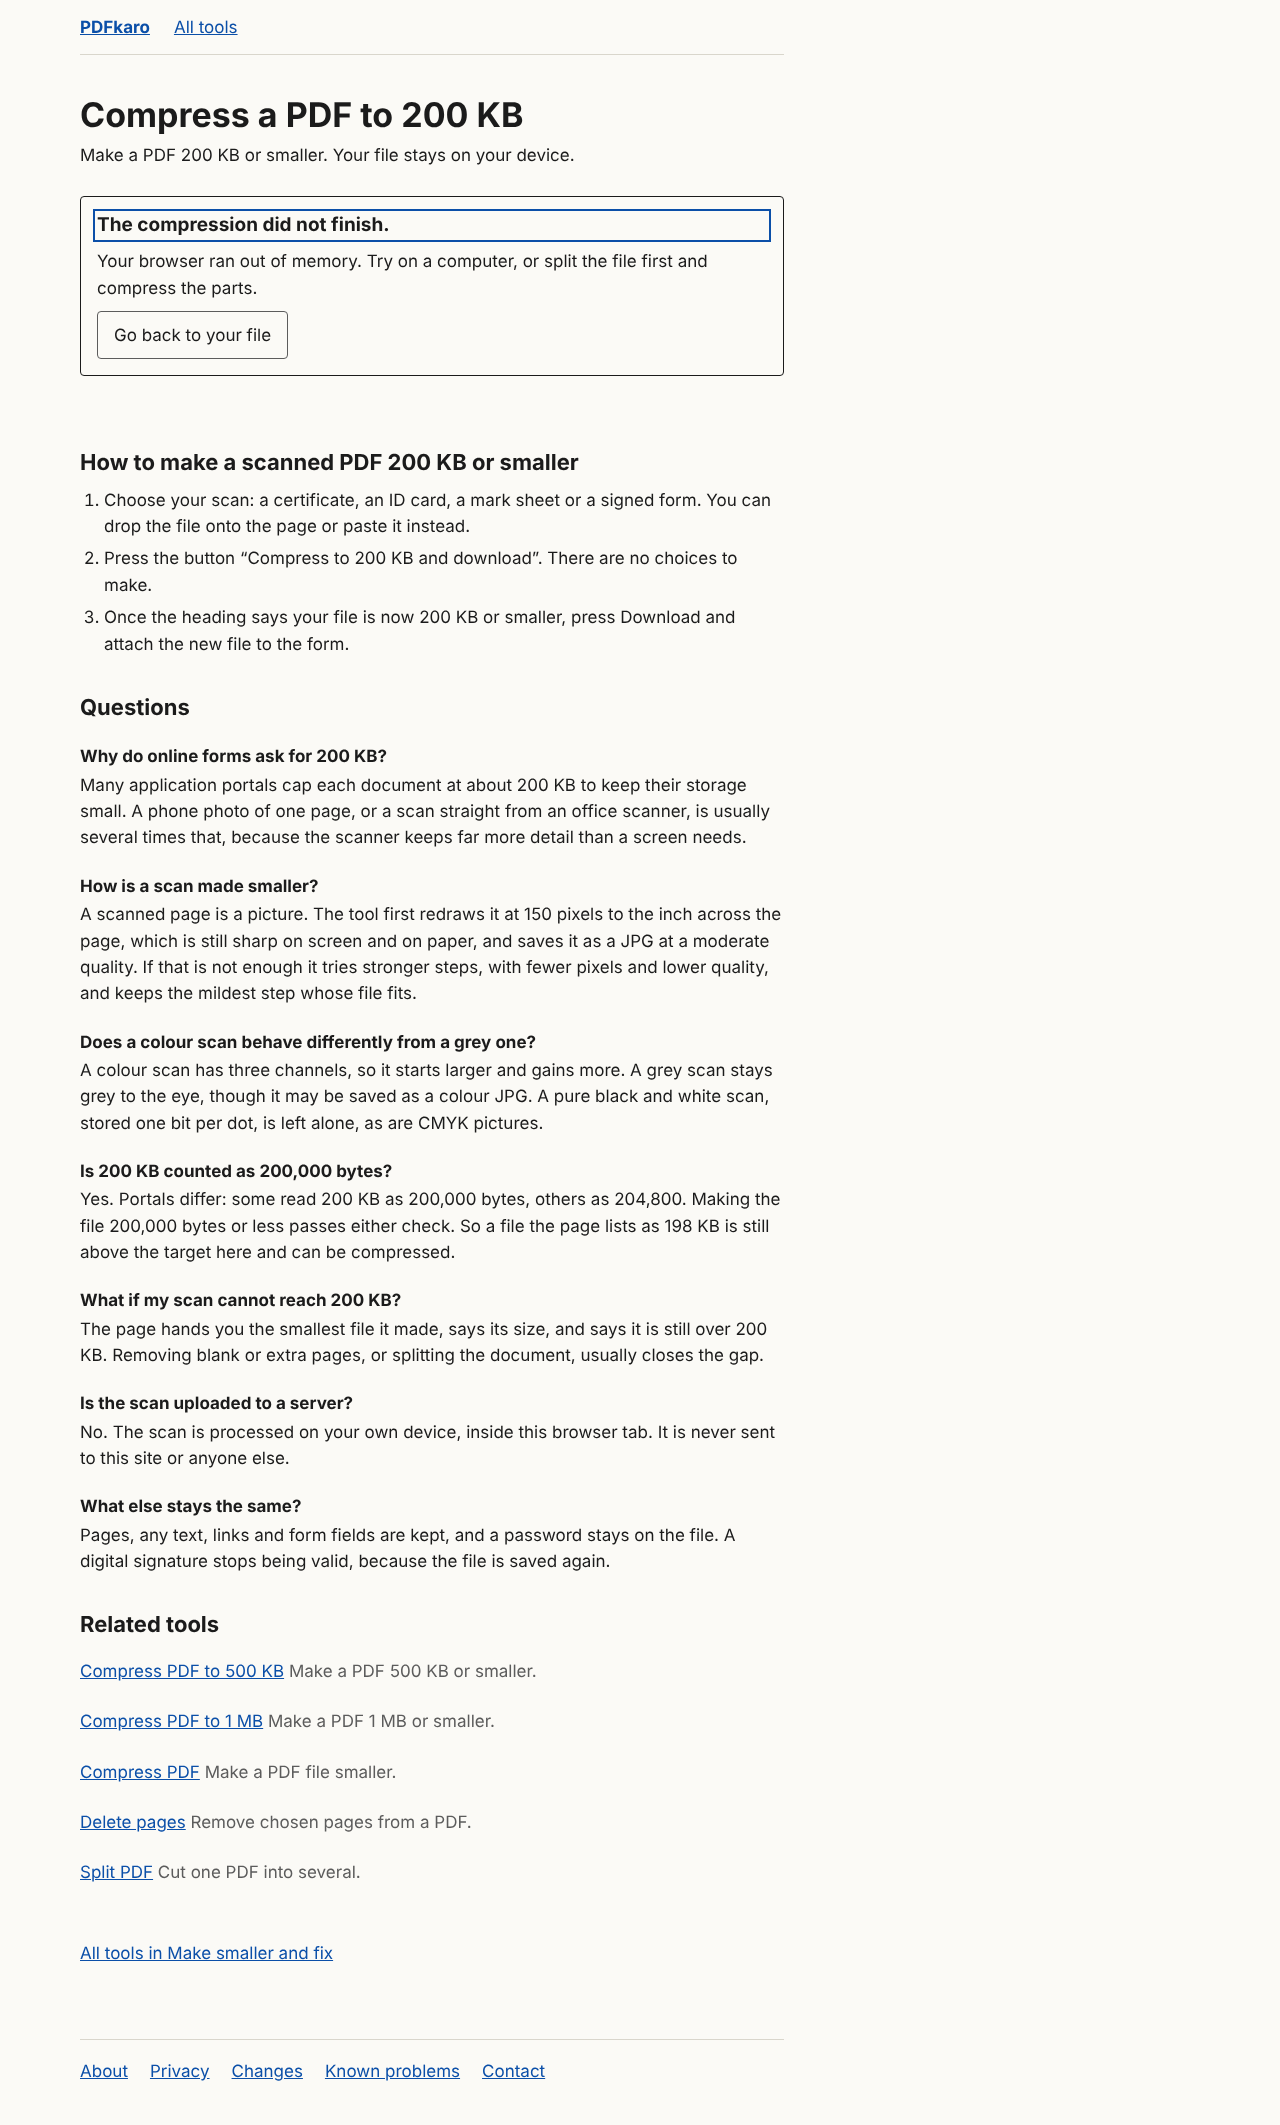 PDFkaro All tools
Compress a PDF to 200 KB
Make a PDF 200 KB or smaller. Your file stays on your device.
The compression did not finish.
Your browser ran out of memory. Try on a computer, or split the file first and
compress the parts.
Go back to your file
How to make a scanned PDF 200 KB or smaller
1. Choose your scan: a certificate, an ID card, a mark sheet or a signed form. You can
drop the file onto the page or paste it instead.
2. Press the button “Compress to 200 KB and download”. There are no choices to
make.
3. Once the heading says your file is now 200 KB or smaller, press Download and
attach the new file to the form.
Questions
Why do online forms ask for 200 KB?
Many application portals cap each document at about 200 KB to keep their storage
small. A phone photo of one page, or a scan straight from an office scanner, is usually
several times that, because the scanner keeps far more detail than a screen needs.
How is a scan made smaller?
A scanned page is a picture. The tool first redraws it at 150 pixels to the inch across the
page, which is still sharp on screen and on paper, and saves it as a JPG at a moderate
quality. If that is not enough it tries stronger steps, with fewer pixels and lower quality,
and keeps the mildest step whose file fits.
Does a colour scan behave differently from a grey one?
A colour scan has three channels, so it starts larger and gains more. A grey scan stays
grey to the eye, though it may be saved as a colour JPG. A pure black and white scan,
stored one bit per dot, is left alone, as are CMYK pictures.
Is 200 KB counted as 200,000 bytes?
Yes. Portals differ: some read 200 KB as 200,000 bytes, others as 204,800. Making the
file 200,000 bytes or less passes either check. So a file the page lists as 198 KB is still
above the target here and can be compressed.
What if my scan cannot reach 200 KB?
The page hands you the smallest file it made, says its size, and says it is still over 200
KB. Removing blank or extra pages, or splitting the document, usually closes the gap.
Is the scan uploaded to a server?
No. The scan is processed on your own device, inside this browser tab. It is never sent
to this site or anyone else.
What else stays the same?
Pages, any text, links and form fields are kept, and a password stays on the file. A
digital signature stops being valid, because the file is saved again.
Related tools
Compress PDF to 500 KB Make a PDF 500 KB or smaller.
Compress PDF to 1 MB Make a PDF 1 MB or smaller.
Compress PDF Make a PDF file smaller.
Delete pages Remove chosen pages from a PDF.
Split PDF Cut one PDF into several.
All tools in Make smaller and fix
About Privacy Changes Known problems Contact